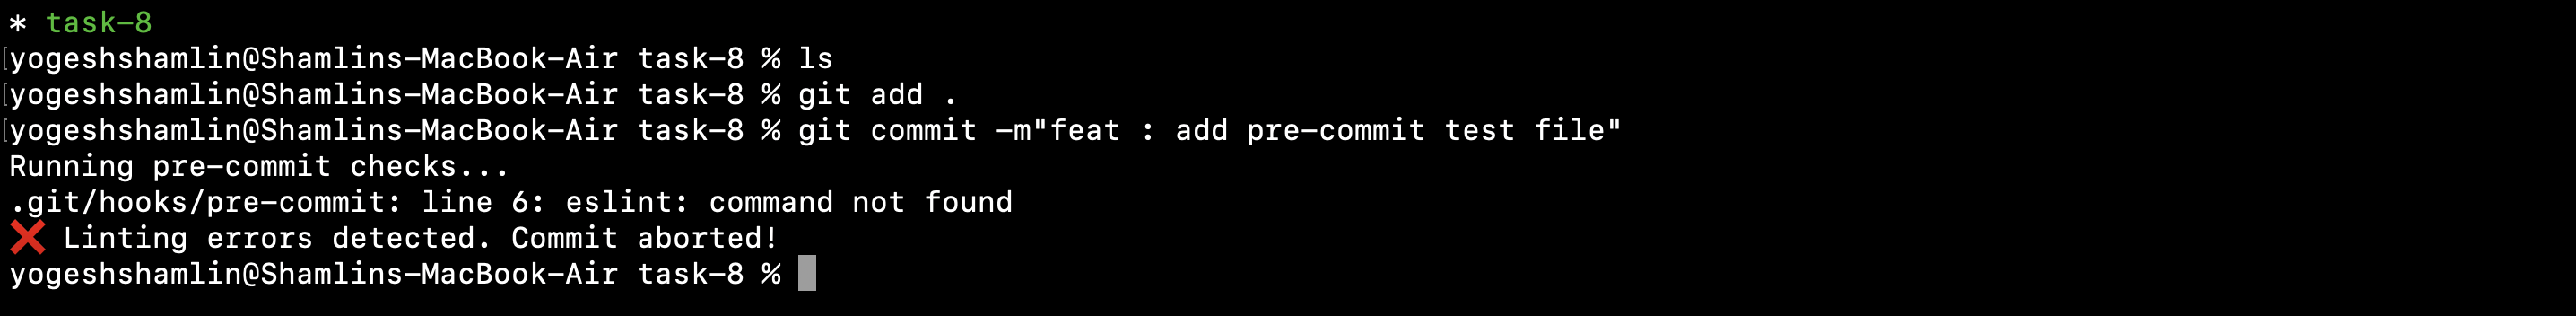 * task-8
[yogeshshamlin@Shamlins-MacBook-Air task-8 % ls
[yogeshshamlin@Shamlins-MacBook-Air task-8 % git add .
[yogeshshamlin@Shamlins-MacBook-Air task-8 % git commit -m"feat : add pre-commit test file"
Running pre-commit checks...
.git/hooks/pre-commit: line 6: eslint: command not found
❌ Linting errors detected. Commit aborted!
yogeshshamlin@Shamlins-MacBook-Air task-8 %